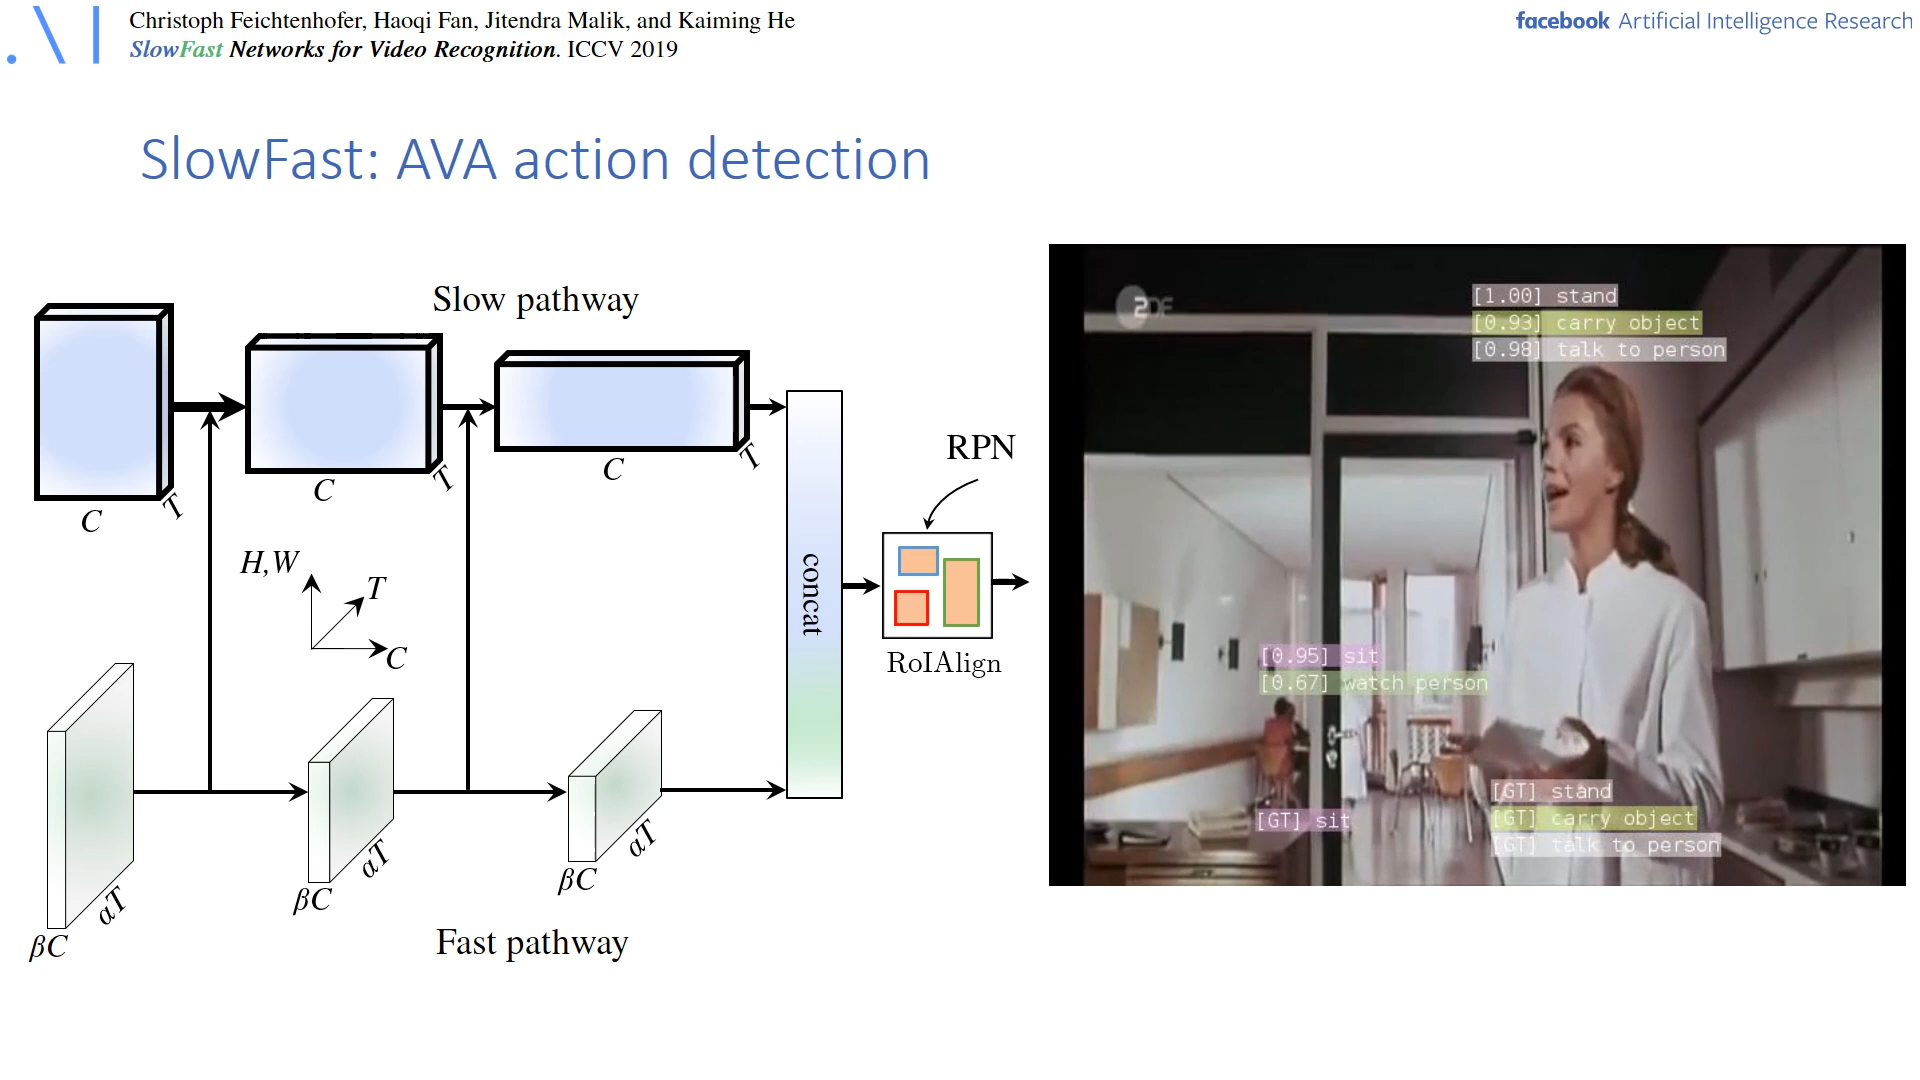 Christoph Feichtenhofer, Haoqi Fan, Jitendra Malik, and Kaiming He
SlowFast Networks for Video Recognition. ICCV 2019
facebook Artificial Intelligence Research
SlowFast: AVA action detection
Slow pathway
C
T
C
T
C
T
H,W
T
C
concat
RPN
RoIAlign
βC
αT
βC
αT
βC
αT
Fast pathway
ZDF
[1.00] stand
[0.93] carry object
[0.98] talk to person
[0.95] sit
[0.67] watch person
[GT] sit
[GT] stand
[GT] carry object
[GT] talk to person